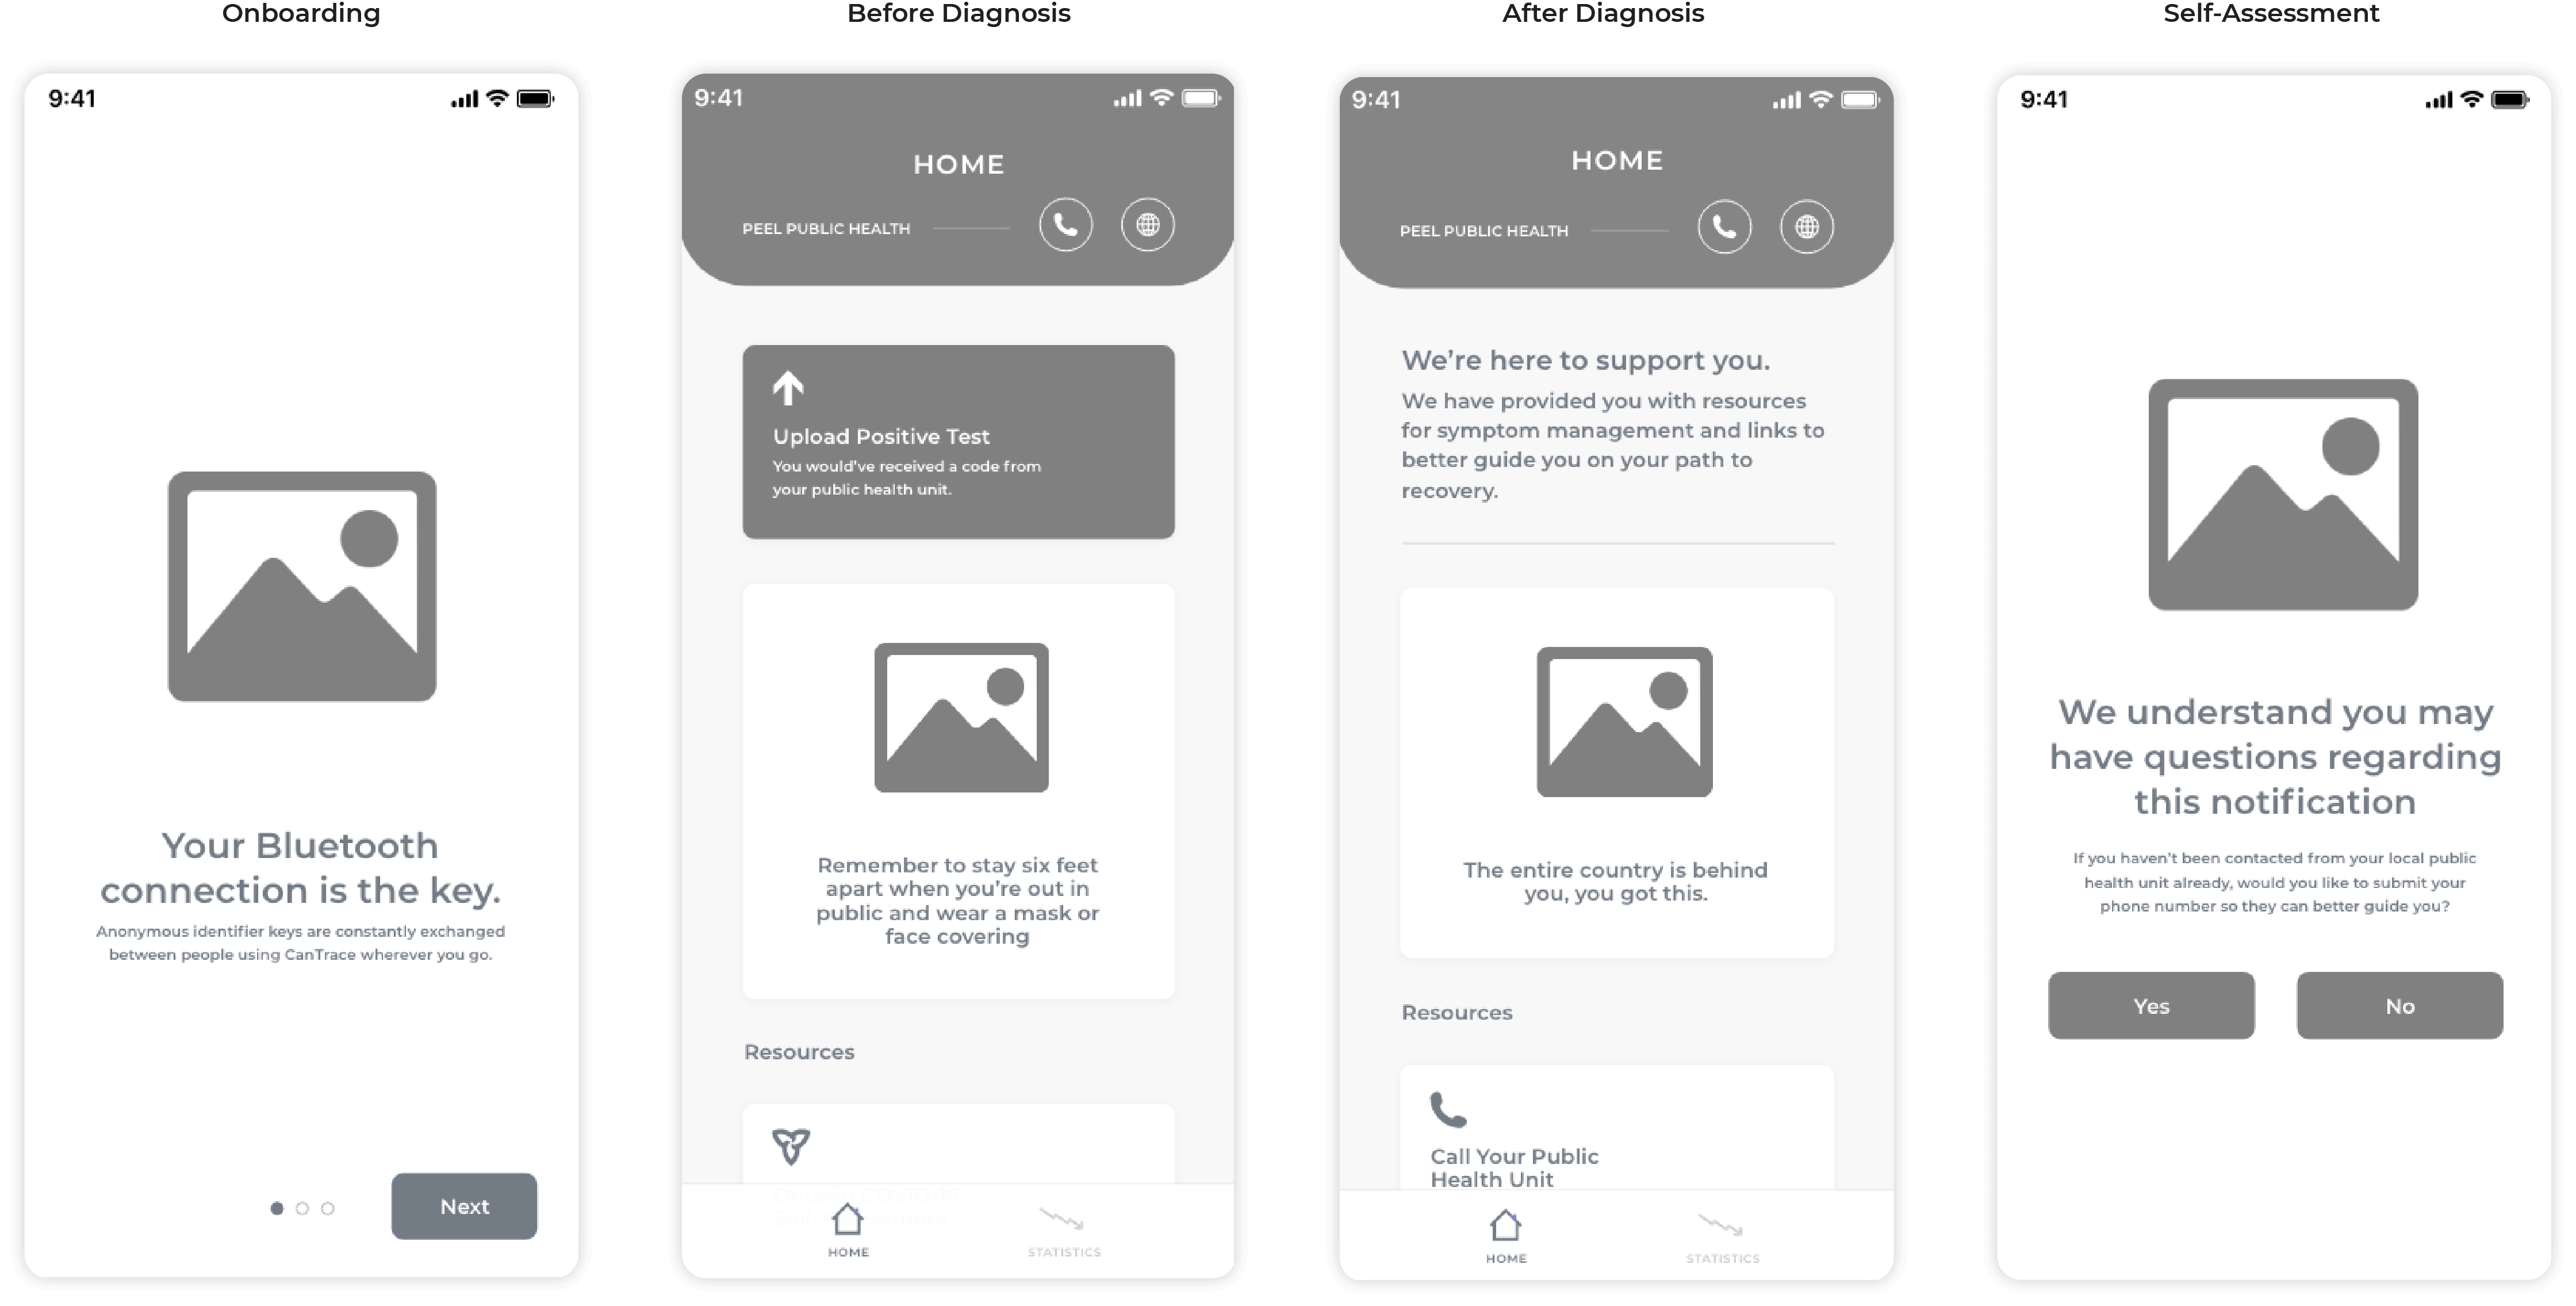 Onboarding
Before Diagnosis
After Diagnosis
Self-Assessment
9:41
Your Bluetooth
connection is the key.
Anonymous identifier keys are constantly exchanged
between people using CanTrace wherever you go.
Next
9:41
HOME
PEEL PUBLIC HEALTH
Upload Positive Test
You would've received a code from
your public health unit.
Remember to stay six feet
apart when you're out in
public and wear a mask or
face covering
Resources
HOME
STATISTICS
9:41
HOME
PEEL PUBLIC HEALTH
We're here to support you.
We have provided you with resources
for symptom management and links to
better guide you on your path to
recovery.
The entire country is behind
you, you got this.
Resources
Call Your Public
Health Unit
HOME
STATISTICS
9:41
We understand you may
have questions regarding
this notification
If you haven't been contacted from your local public
health unit already, would you like to submit your
phone number so they can better guide you?
Yes
No